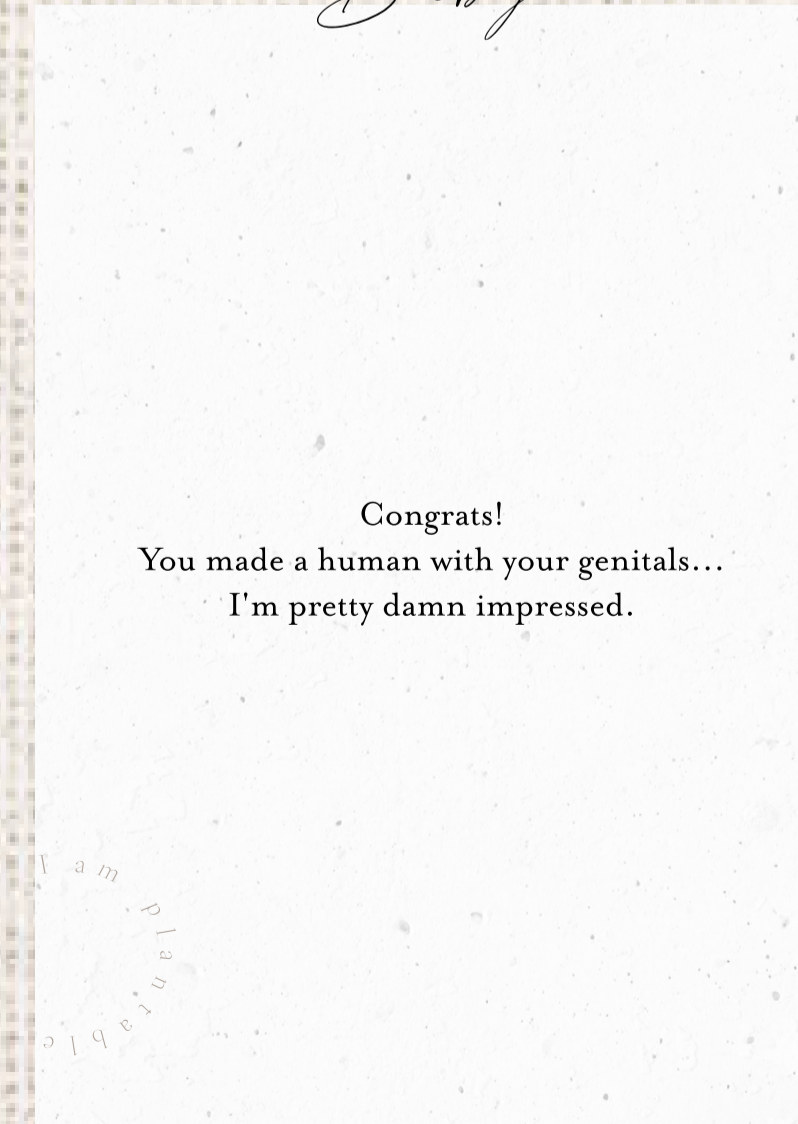 Congrats!
You made a human with your genitals...
I'm pretty damn impressed.
I am plantable